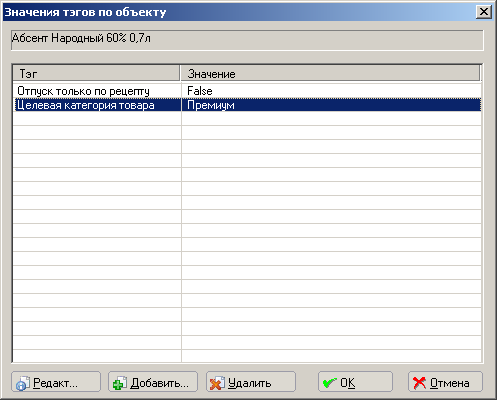 Значения тэгов по объекту
Абсент Народный 60% 0,7л
Тэг Значение
Отпуск только по рецепту False
Целевая категория товара Премиум
Редакт... Добавить... Удалить OK Отмена